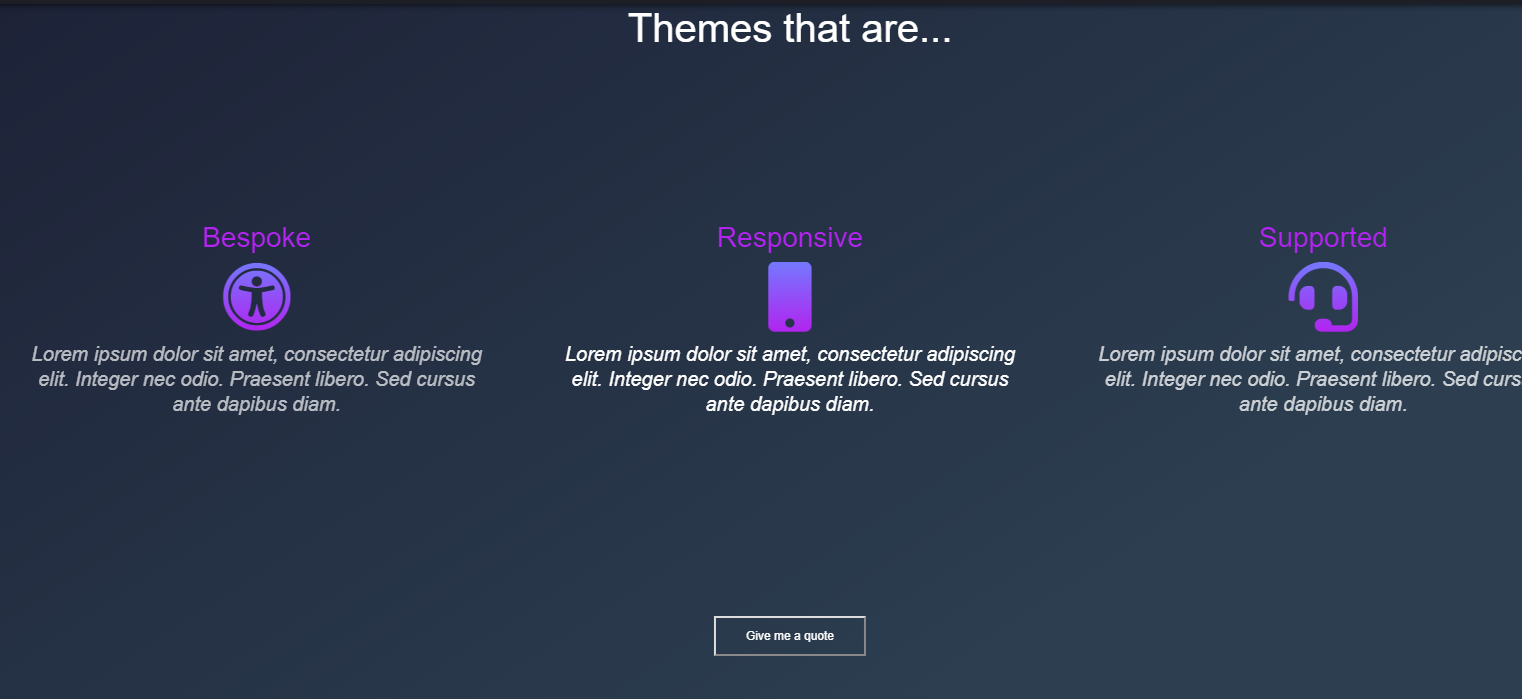 Themes that are...
Bespoke
Responsive
Supported
Lorem ipsum dolor sit amet, consectetur adipiscing
elit. Integer nec odio. Praesent libero. Sed cursus
ante dapibus diam.
Lorem ipsum dolor sit amet, consectetur adipiscing
elit. Integer nec odio. Praesent libero. Sed cursus
ante dapibus diam.
Lorem ipsum dolor sit amet, consectetur adipisc
elit. Integer nec odio. Praesent libero. Sed curs
ante dapibus diam.
Give me a quote